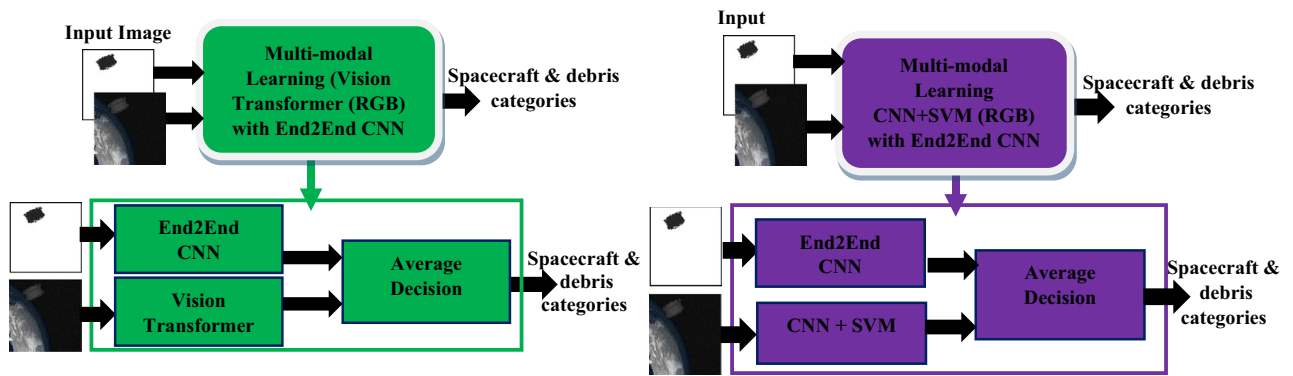 Input Image
Multi-modal
Learning (Vision
Transformer (RGB)
with End2End CNN
Spacecraft & debris
categories
End2End
CNN
Vision
Transformer
Average
Decision
Spacecraft &
debris
categories
Input
Multi-modal
Learning
CNN+SVM (RGB)
with End2End CNN
Spacecraft & debris
categories
End2End
CNN
CNN + SVM
Average
Decision
Spacecraft &
debris
categories